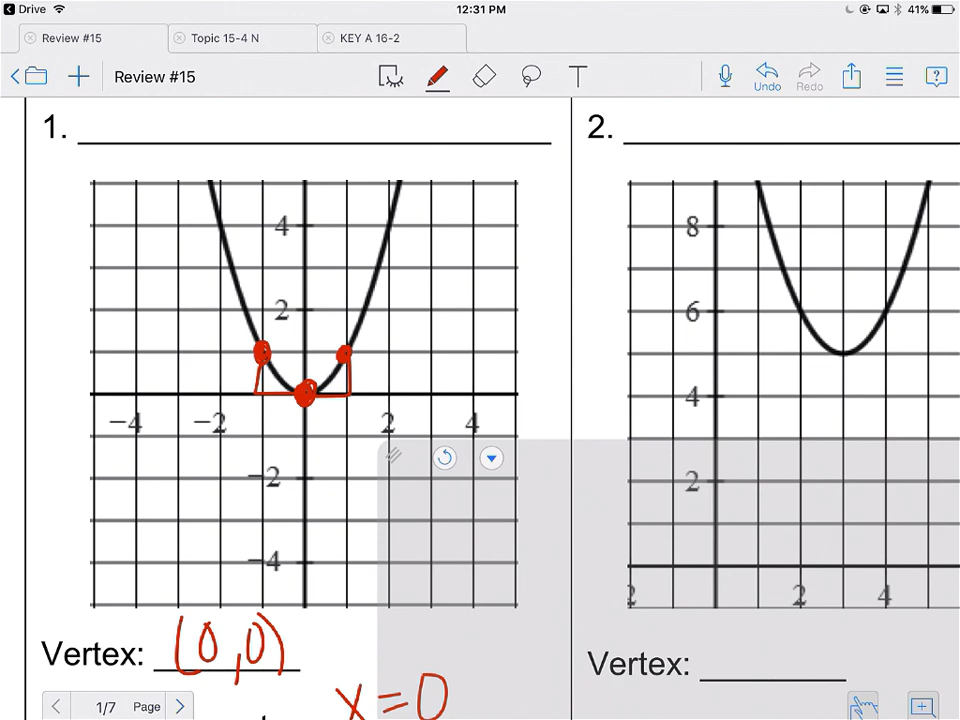 Drive 12:31 PM 41%
Review #15 Topic 15-4 N KEY A 16-2
Review #15 T Undo Redo ?
1. 2.
4
2
−4 −2 2 4
−2
−4
8
6
4
2
2 2 4
Vertex: (0,0)
Vertex:
x=0
1/7 Page